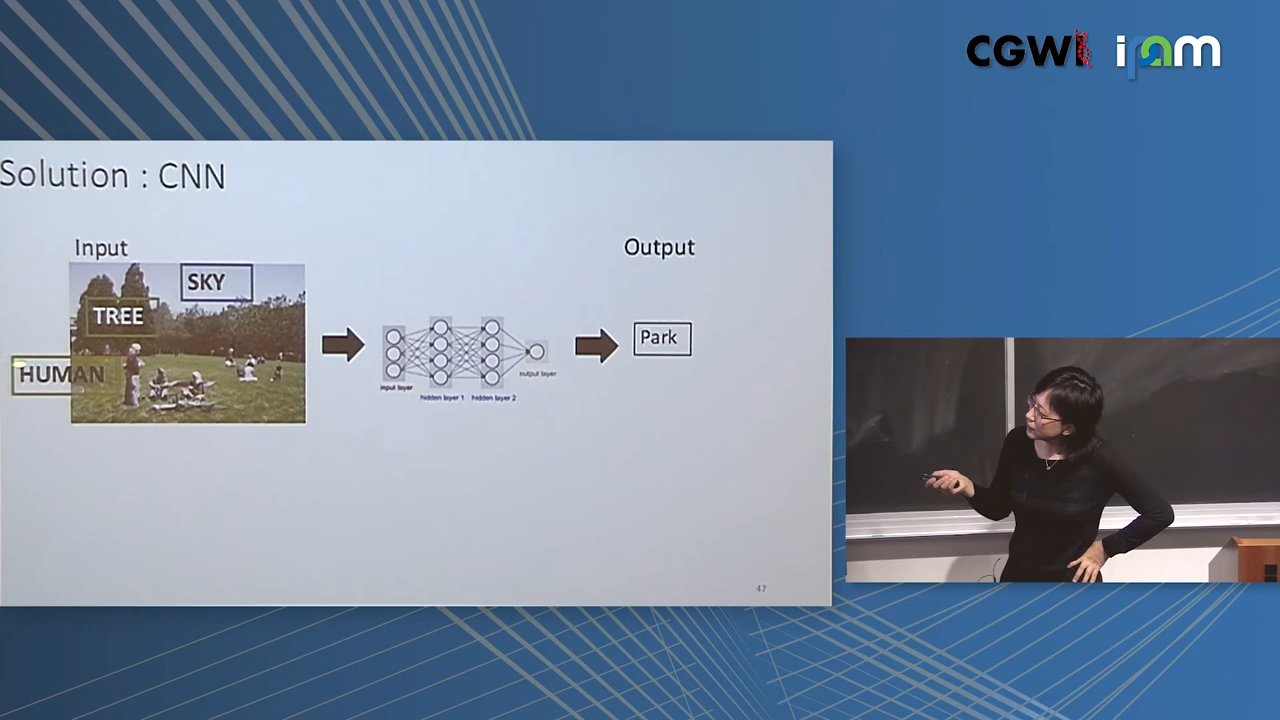 CGWI ipam
Solution : CNN
Input
Output
SKY
TREE
HUMAN
input layer
hidden layer 1
hidden layer 2
output layer
Park
47